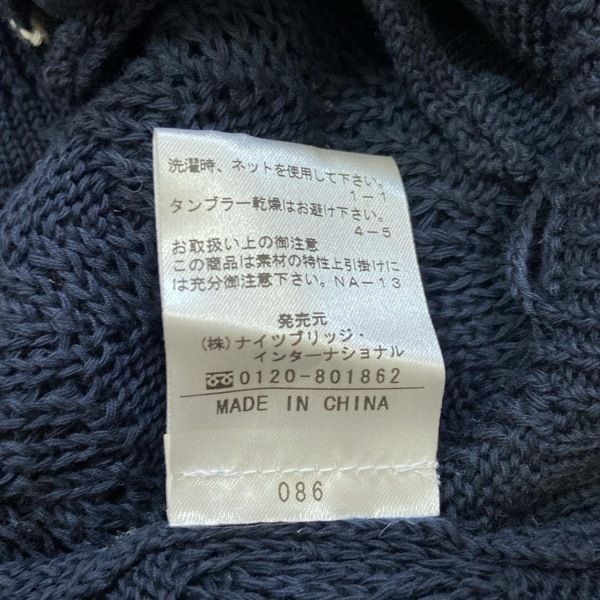 洗濯時、ネットを使用して下さい。
1-1
タンブラー乾燥はお避け下さい。
4-5
お取扱い上の御注意
この商品は素材の特性上引掛けに
は充分御注意下さい。NA-13
発売元
(株)ナイツブリッジ・
インターナショナル
0120-801862
MADE IN CHINA
086